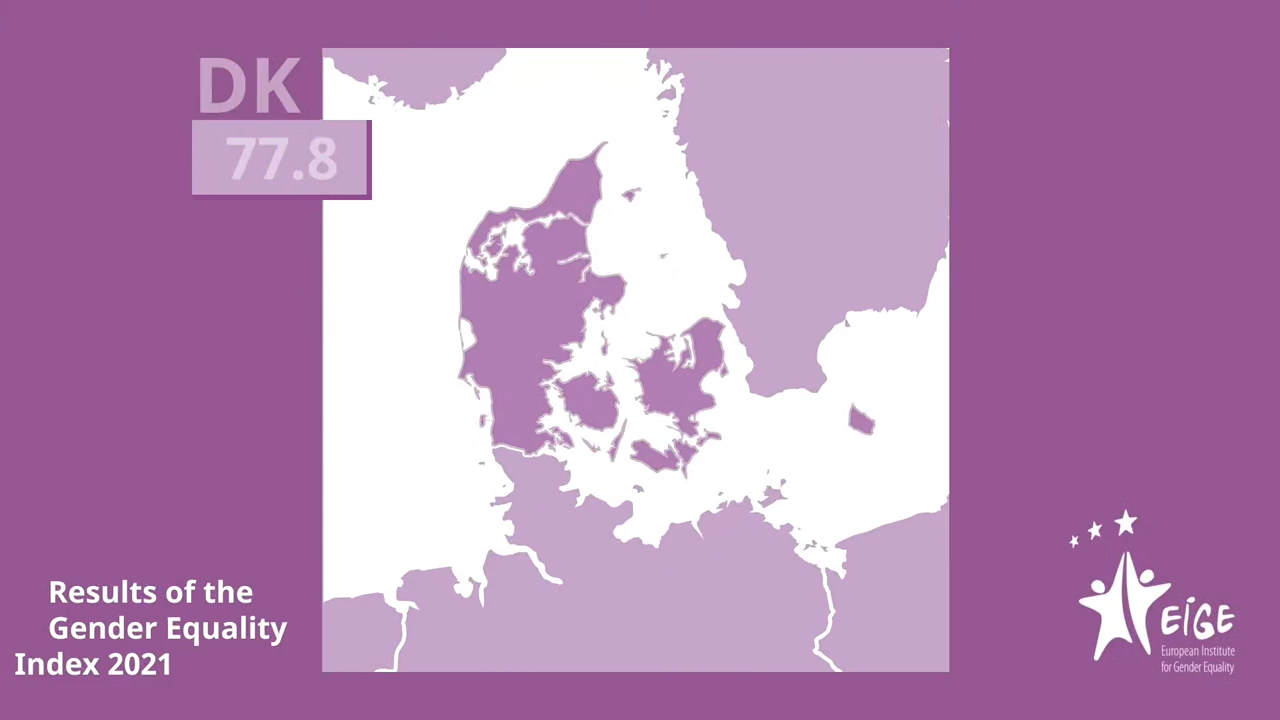 DK
77.8
Results of the
Gender Equality
Index 2021
EIGE
European Institute
for Gender Equality